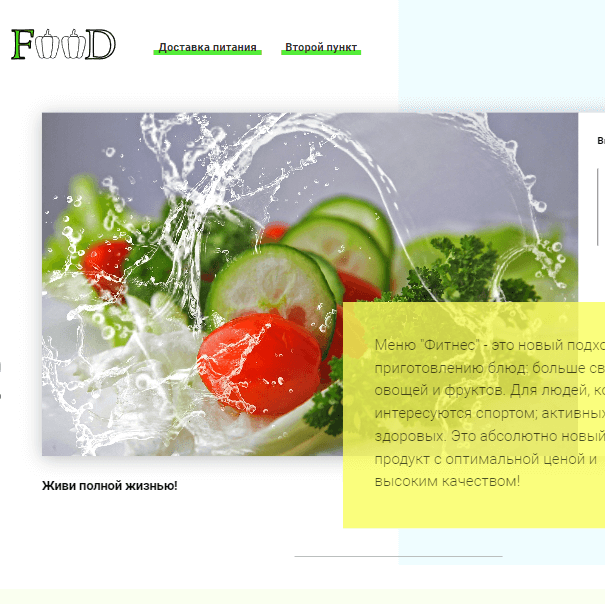 FooD
Доставка питания Второй пункт
Меню "Фитнес" - это новый подхо
приготовлению блюд: больше св
овощей и фруктов. Для людей, ко
интересуются спортом; активных
здоровых. Это абсолютно новый
продукт с оптимальной ценой и
высоким качеством!
Живи полной жизнью!